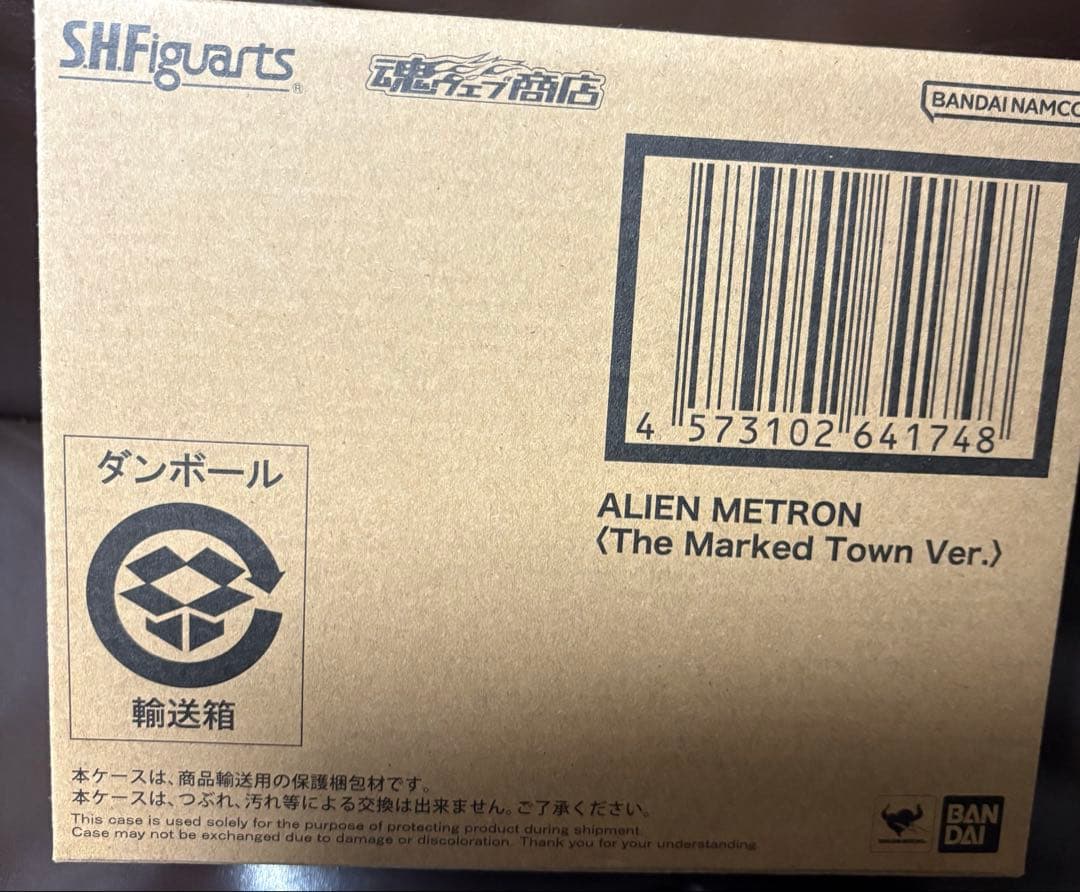 S.H.Figuarts®
魂ウェブ商店
BANDAI NAMCO
4 573102 641748
ALIEN METRON
〈The Marked Town Ver.〉
ダンボール
輸送箱
本ケースは、商品輸送用の保護梱包材です。
本ケースは、つぶれ、汚れ等による交換は出来ません。ご了承ください。
This case is used solely for the purpose of protecting product during shipment.
Case may not be exchanged due to damage or discoloration. Thank you for your understanding
BAN
DAI